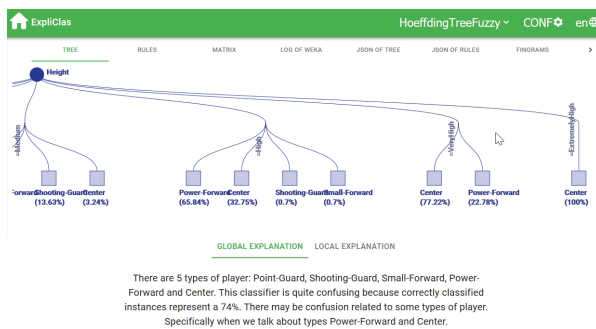 ExpliClas
HoeffdingTreeFuzzy CONF en
TREE RULES MATRIX LOG OF WEKA JSON OF TREE JSON OF RULES FINGRAMS
Height
=Medium =High =VeryHigh =ExtremelyHigh
orward Shooting-Guard Center Power-Forward Center Shooting-Guard Small-Forward Center Power-Forward Center
(13.63%) (3.24%) (65.84%) (32.75%) (0.7%) (0.7%) (77.22%) (22.78%) (100%)
GLOBAL EXPLANATION LOCAL EXPLANATION
There are 5 types of player: Point-Guard, Shooting-Guard, Small-Forward, Power-
Forward and Center. This classifier is quite confusing because correctly classified
instances represent a 74%. There may be confusion related to some types of player.
Specifically when we talk about types Power-Forward and Center.